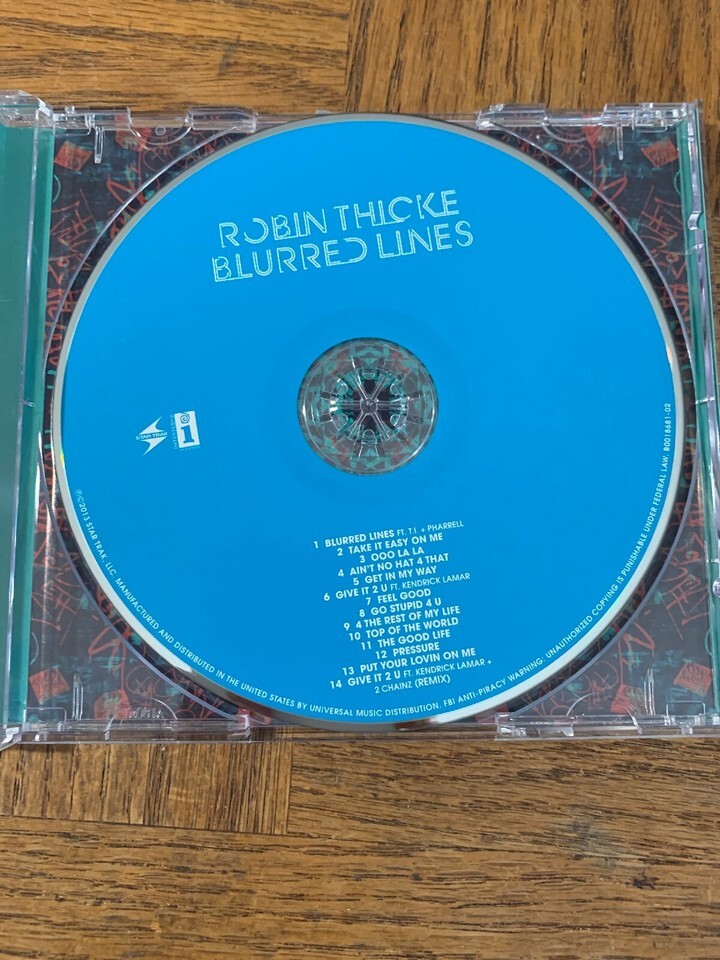 ROBIN THICKE
BLURRED LINES
STAR TRAK
i
1 BLURRED LINES FT. T.I. + PHARRELL
2 TAKE IT EASY ON ME
3 OOO LA LA
4 AIN'T NO HAT 4 THAT
5 GET IN MY WAY
6 GIVE IT 2 U FT. KENDRICK LAMAR
7 FEEL GOOD
8 GO STUPID 4 U
9 4 THE REST OF MY LIFE
10 TOP OF THE WORLD
11 THE GOOD LIFE
12 PRESSURE
13 PUT YOUR LOVIN ON ME
14 GIVE IT 2 U FT. KENDRICK LAMAR +
2 CHAINZ (REMIX)
℗©2013 STAR TRAK, LLC. MANUFACTURED AND DISTRIBUTED IN THE UNITED STATES BY UNIVERSAL MUSIC DISTRIBUTION. FBI ANTI-PIRACY WARNING: UNAUTHORIZED COPYING IS PUNISHABLE UNDER FEDERAL LAW. B0018681-02